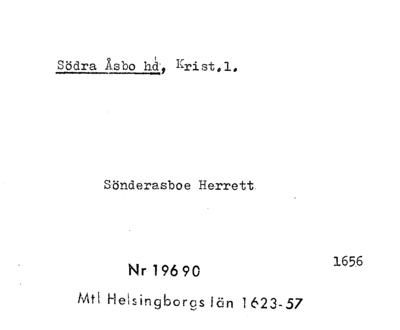 Södra Åsbo hd, Krist.l.
Sönderasboe Herrett
1656
Nr 19690
Mtl Helsingborgs län 1623-57